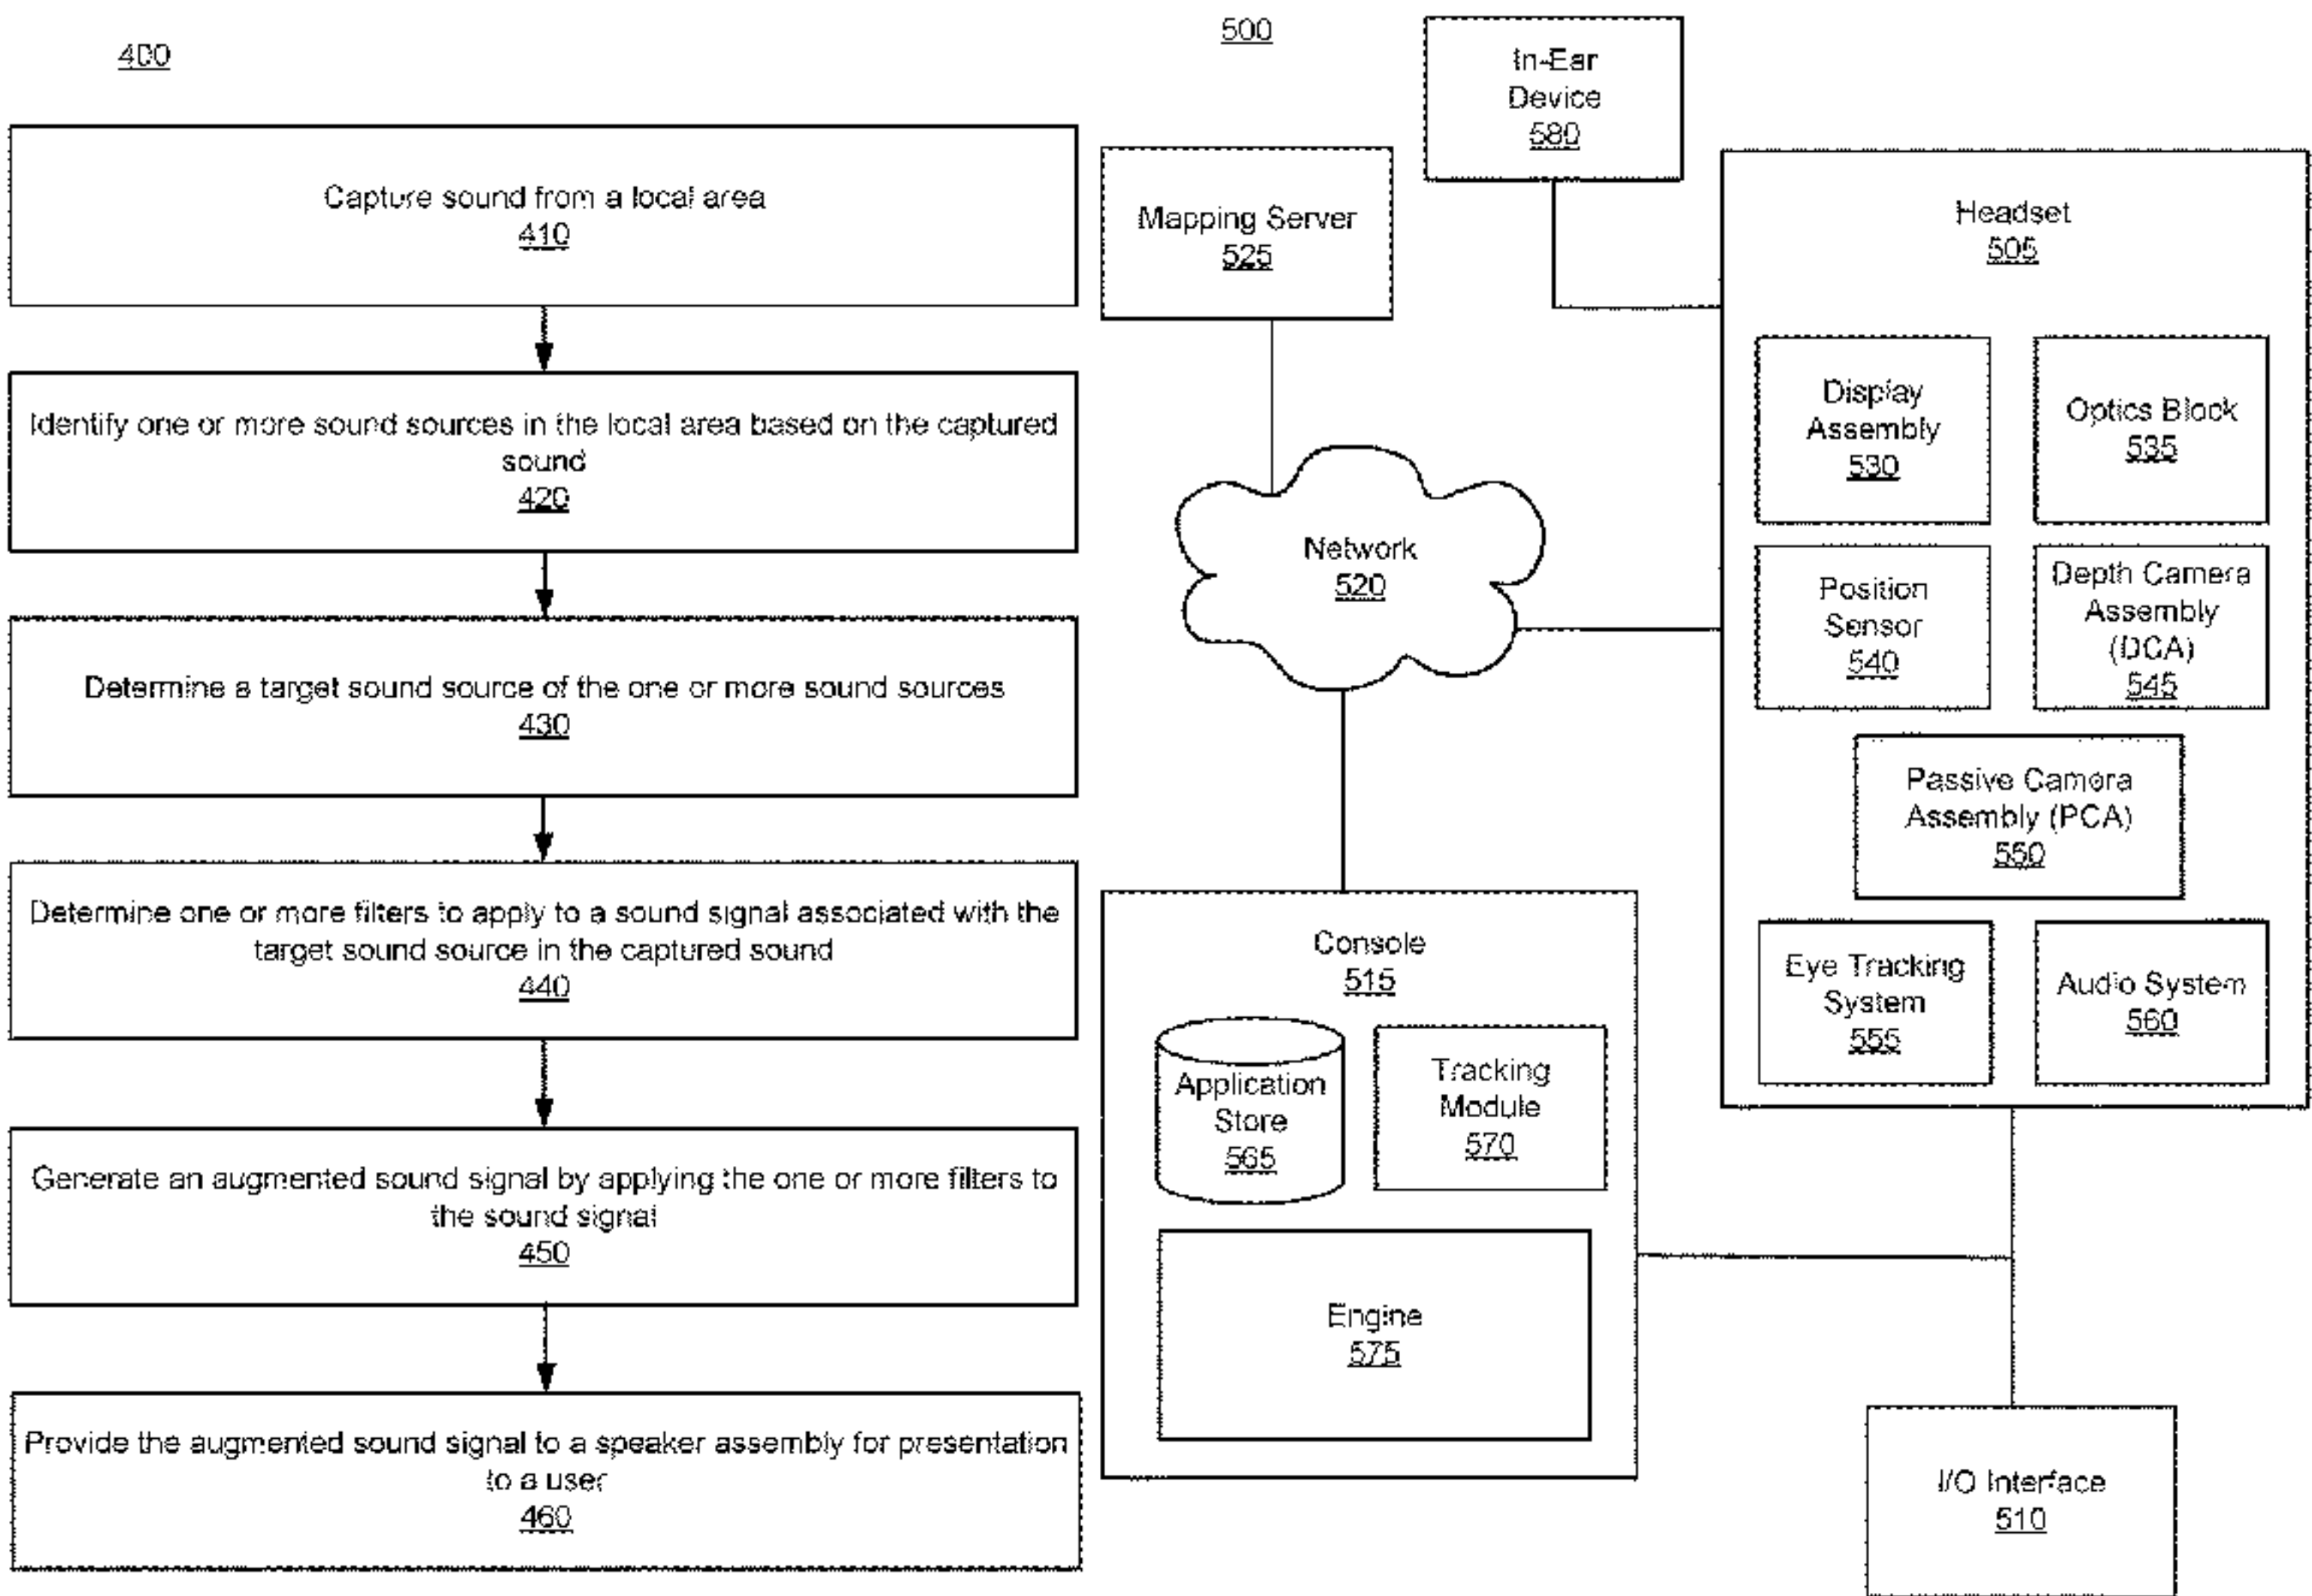 400
Capture sound from a local area
410
Identify one or more sound sources in the local area based on the captured
sound
420
Determine a target sound source of the one or more sound sources
430
Determine one or more filters to apply to a sound signal associated with the
target sound source in the captured sound
440
Generate an augmented sound signal by applying the one or more filters to
the sound signal
450
Provide the augmented sound signal to a speaker assembly for presentation
to a user
460
500
In-Ear
Device
580
Mapping Server
525
Network
520
Headset
505
Display
Assembly
530
Optics Block
535
Position
Sensor
540
Depth Camera
Assembly
(DCA)
545
Passive Camera
Assembly (PCA)
550
Eye Tracking
System
555
Audio System
560
Console
515
Application
Store
565
Tracking
Module
570
Engine
575
I/O Interface
510